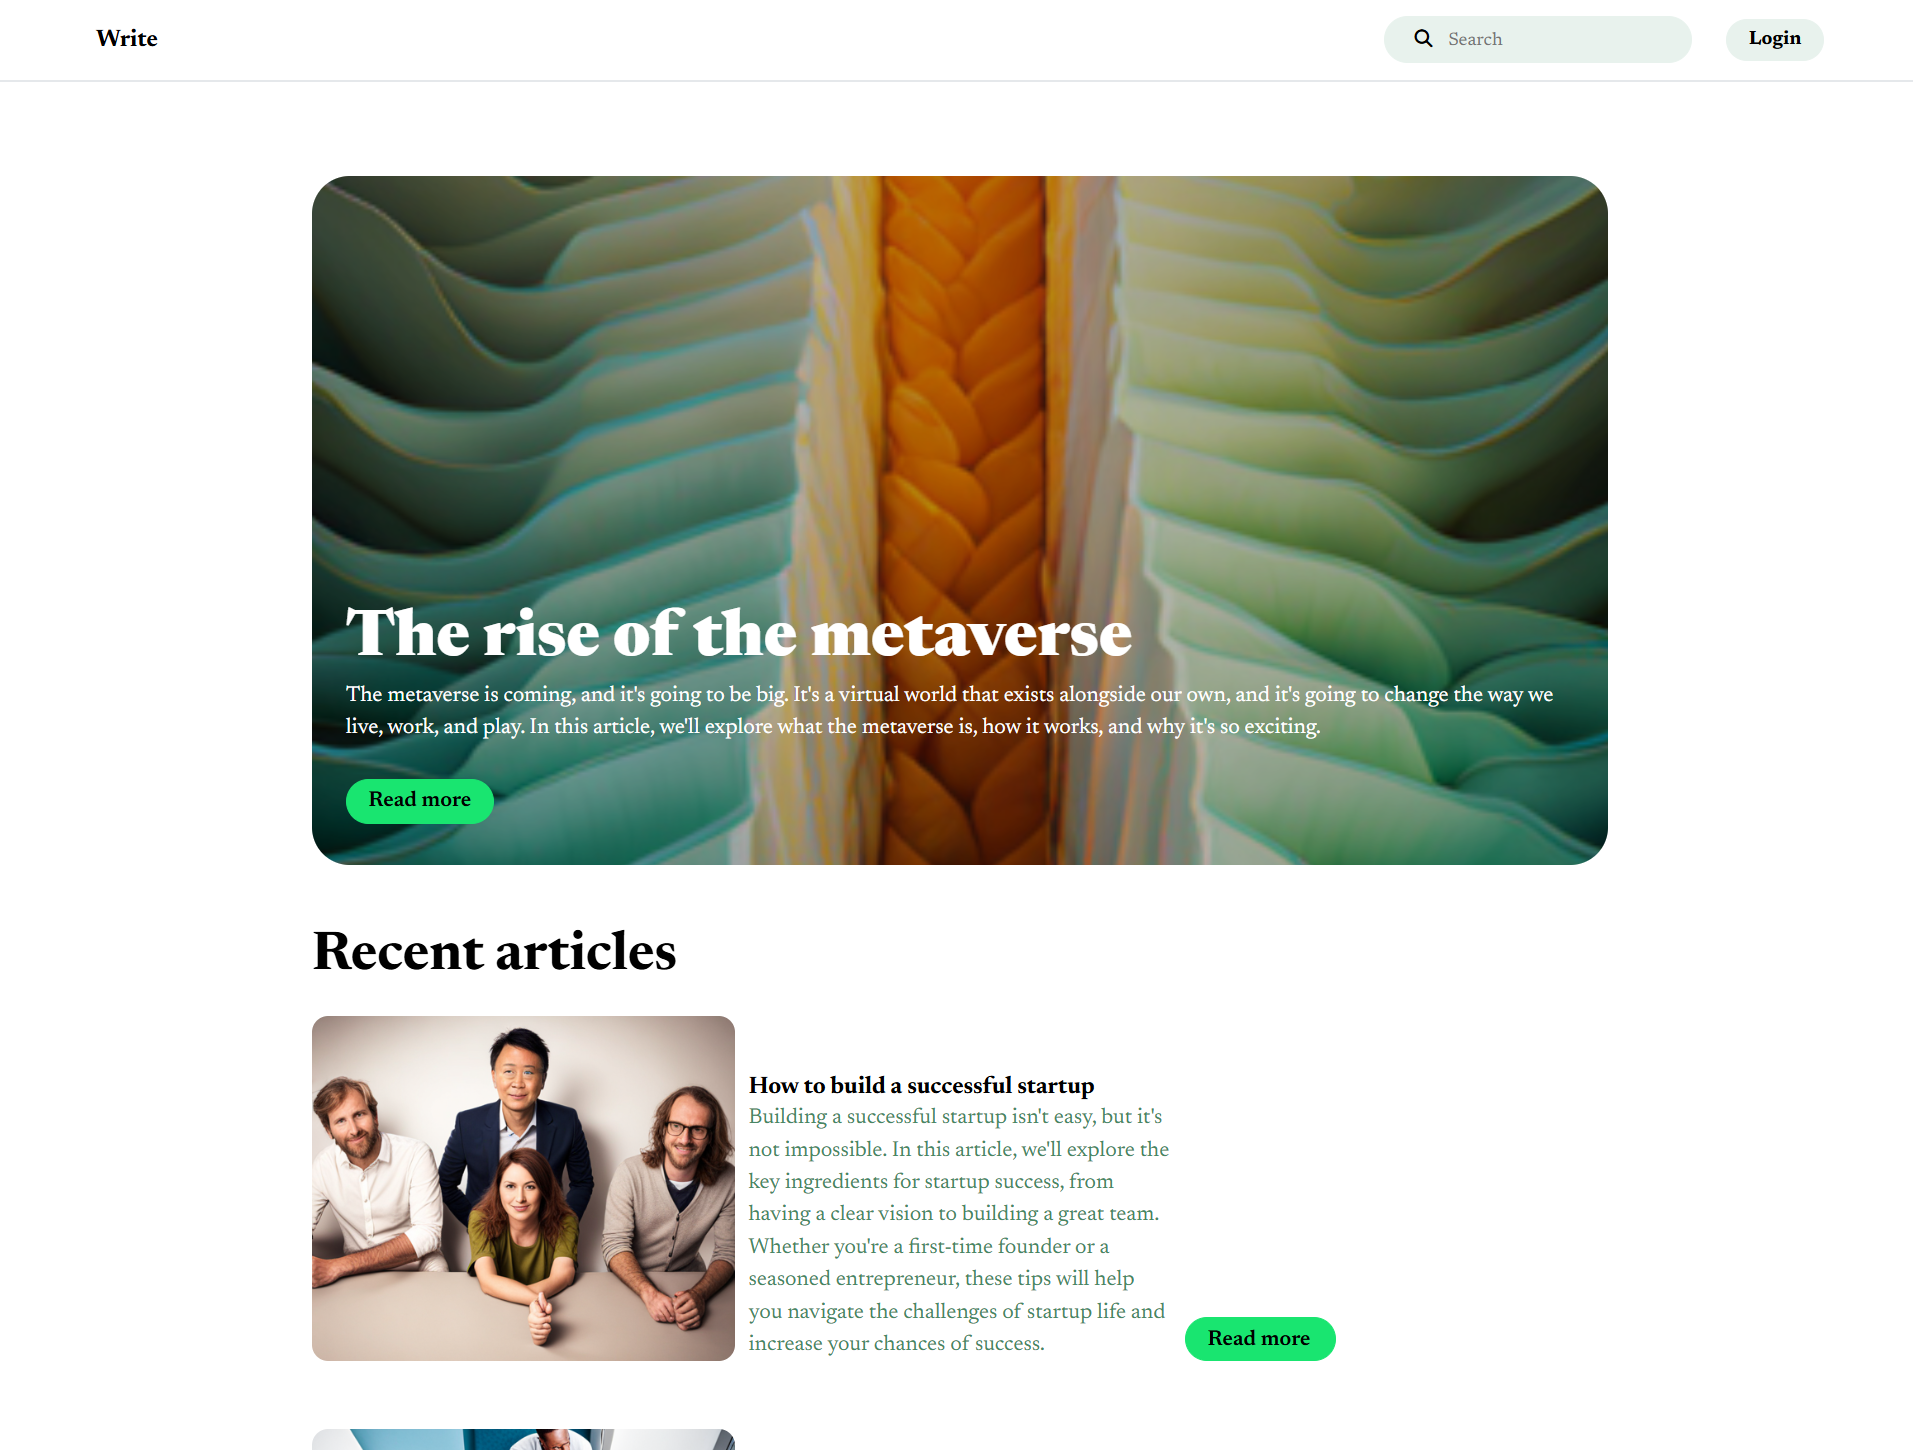 Write
Search
Login
The rise of the metaverse
The metaverse is coming, and it's going to be big. It's a virtual world that exists alongside our own, and it's going to change the way we
live, work, and play. In this article, we'll explore what the metaverse is, how it works, and why it's so exciting.
Read more
Recent articles
How to build a successful startup
Building a successful startup isn't easy, but it's
not impossible. In this article, we'll explore the
key ingredients for startup success, from
having a clear vision to building a great team.
Whether you're a first-time founder or a
seasoned entrepreneur, these tips will help
you navigate the challenges of startup life and
increase your chances of success.
Read more